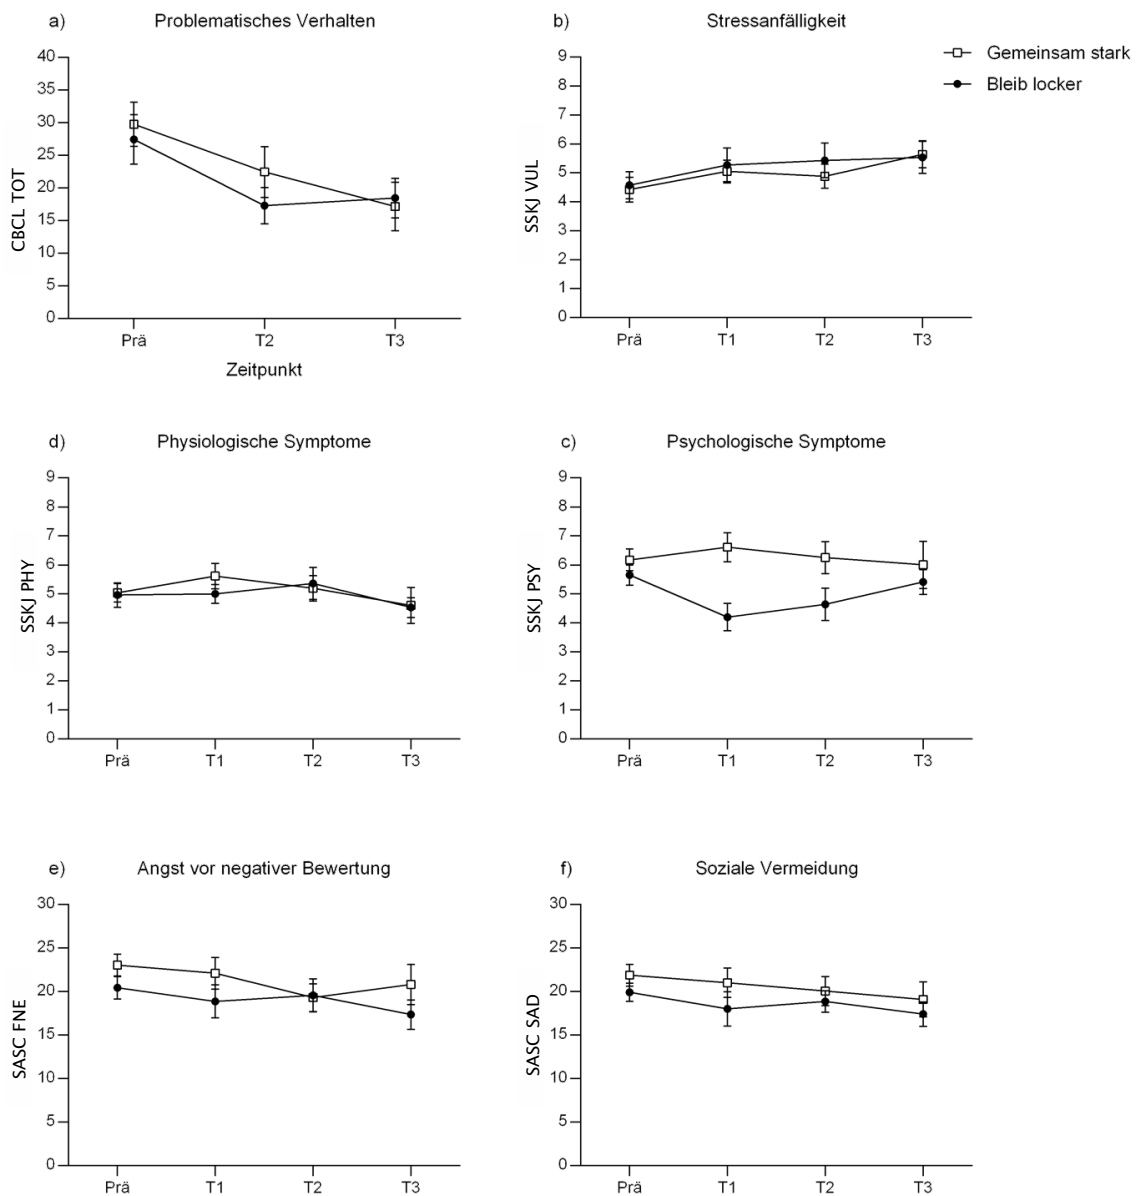 a) Problematisches Verhalten
CBCL TOT
40
35
30
25
20
15
10
5
0
Prä T2 T3
Zeitpunkt
b) Stressanfälligkeit
SSKJ VUL
9
8
7
6
5
4
3
2
1
0
Prä T1 T2 T3
Gemeinsam stark
Bleib locker
d) Physiologische Symptome
SSKJ PHY
9
8
7
6
5
4
3
2
1
0
Prä T1 T2 T3
c) Psychologische Symptome
SSKJ PSY
9
8
7
6
5
4
3
2
1
0
Prä T1 T2 T3
e) Angst vor negativer Bewertung
SASC FNE
30
25
20
15
10
5
0
Prä T1 T2 T3
f) Soziale Vermeidung
SASC SAD
30
25
20
15
10
5
0
Prä T1 T2 T3